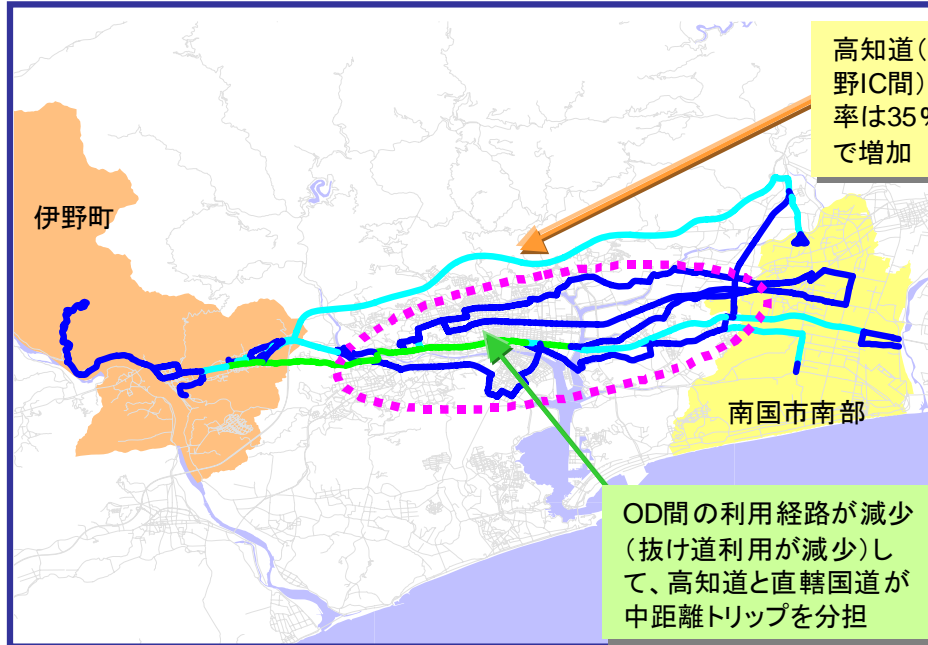 高知道(
野IC間)
率は35%
で増加
伊野町
南国市南部
OD間の利用経路が減少
(抜け道利用が減少)し
て、高知道と直轄国道が
中距離トリップを分担